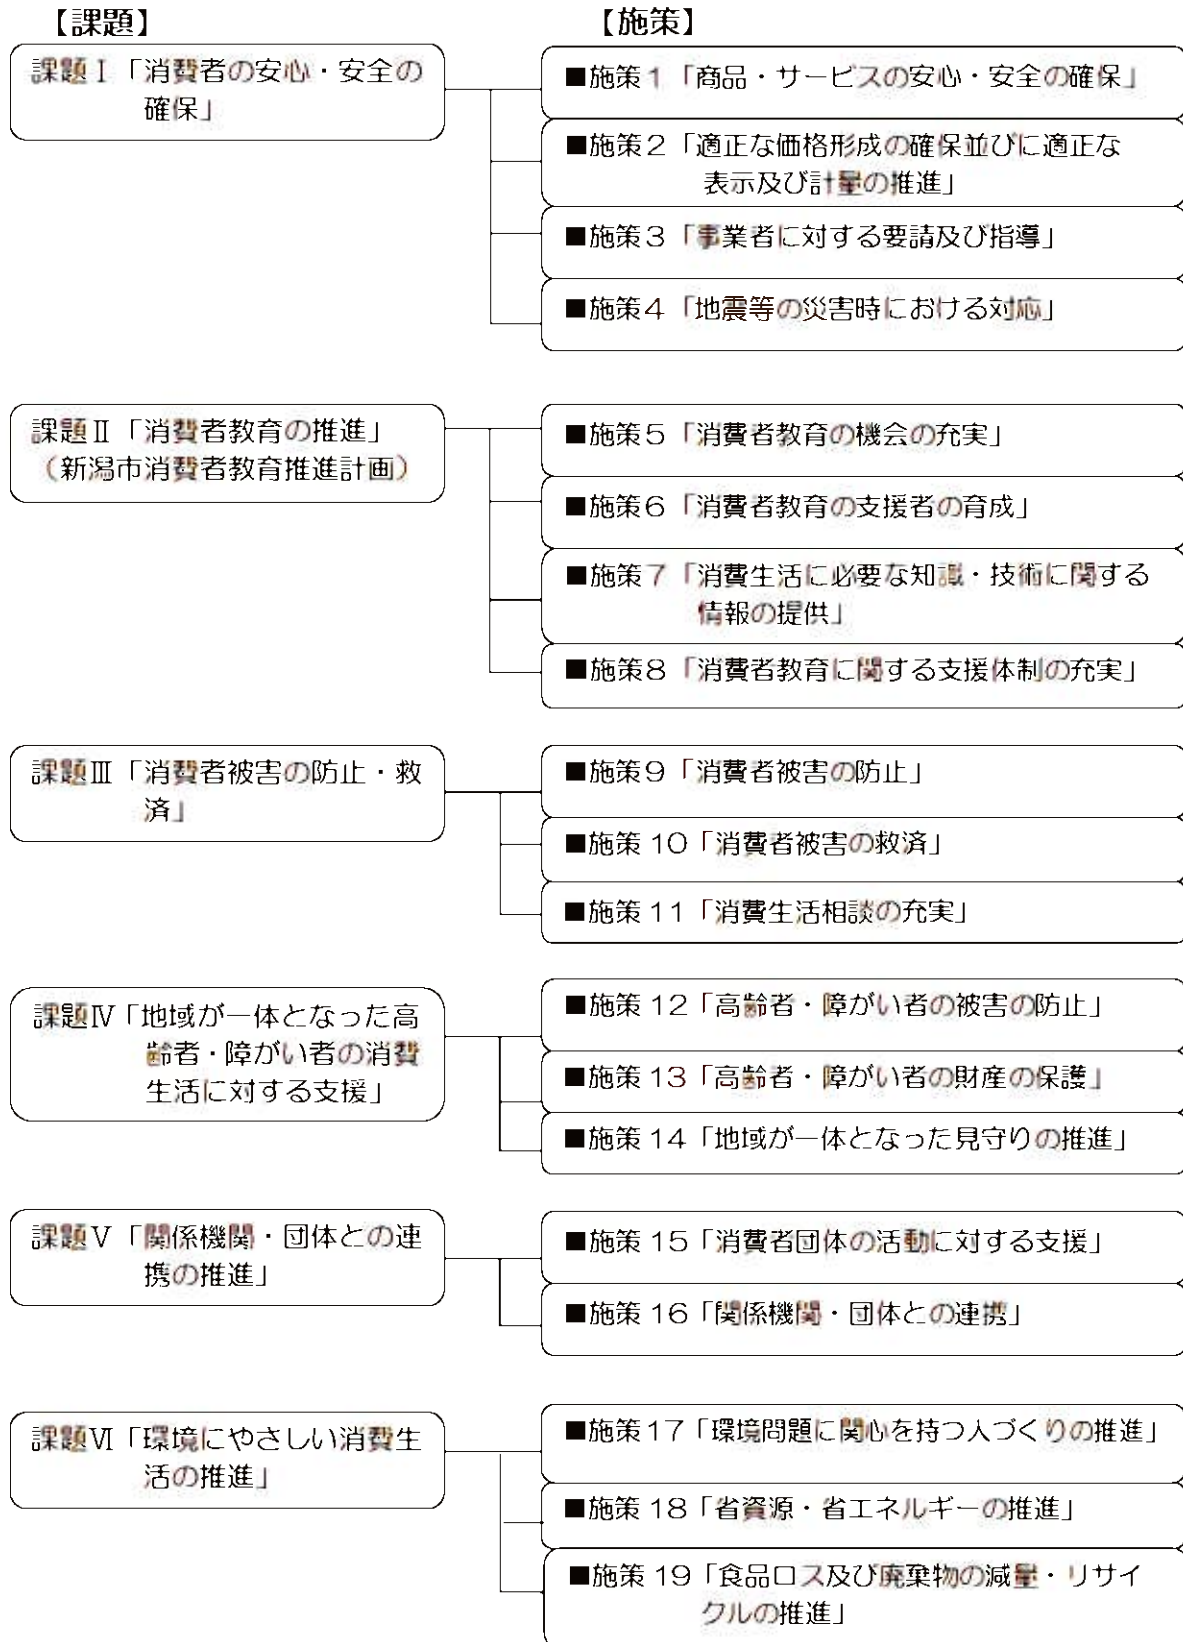 【課題】
【施策】
課題Ⅰ「消費者の安心・安全の
確保」
■施策１「商品・サービスの安心・安全の確保」
■施策２「適正な価格形成の確保並びに適正な
表示及び計量の推進」
■施策３「事業者に対する要請及び指導」
■施策４「地震等の災害時における対応」
課題Ⅱ「消費者教育の推進」
（新潟市消費者教育推進計画）
■施策５「消費者教育の機会の充実」
■施策６「消費者教育の支援者の育成」
■施策７「消費生活に必要な知識・技術に関する
情報の提供」
■施策８「消費者教育に関する支援体制の充実」
課題Ⅲ「消費者被害の防止・救
済」
■施策９「消費者被害の防止」
■施策 10「消費者被害の救済」
■施策 11「消費生活相談の充実」
課題Ⅳ「地域が一体となった高
齢者・障がい者の消費
生活に対する支援」
■施策 12「高齢者・障がい者の被害の防止」
■施策 13「高齢者・障がい者の財産の保護」
■施策 14「地域が一体となった見守りの推進」
課題Ⅴ「関係機関・団体との連
携の推進」
■施策 15「消費者団体の活動に対する支援」
■施策 16「関係機関・団体との連携」
課題Ⅵ「環境にやさしい消費生
活の推進」
■施策 17「環境問題に関心を持つ人づくりの推進」
■施策 18「省資源・省エネルギーの推進」
■施策 19「食品ロス及び廃棄物の減量・リサイ
クルの推進」